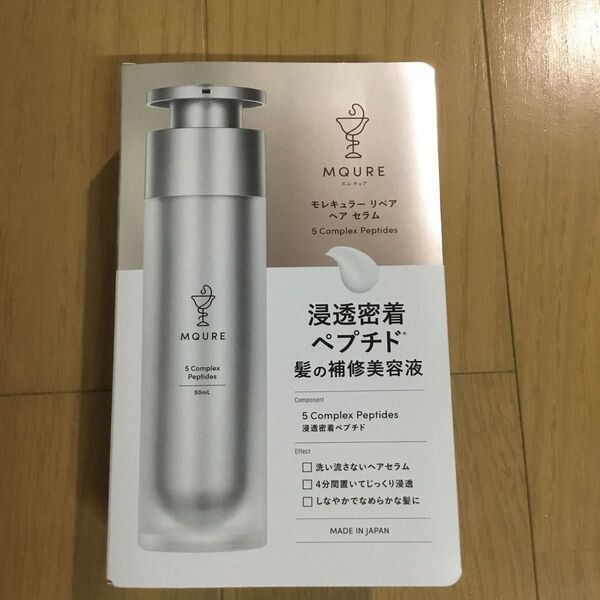 MQURE
エム キュア
モレキュラー リペア
ヘア セラム
5 Complex Peptides
浸透密着
ペプチド*
髪の補修美容液
Component
5 Complex Peptides
浸透密着ペプチド
Effect
洗い流さないヘアセラム
4分間置いてじっくり浸透
しなやかでなめらかな髪に
MADE IN JAPAN
MQURE
5 Complex
Peptides
50mL